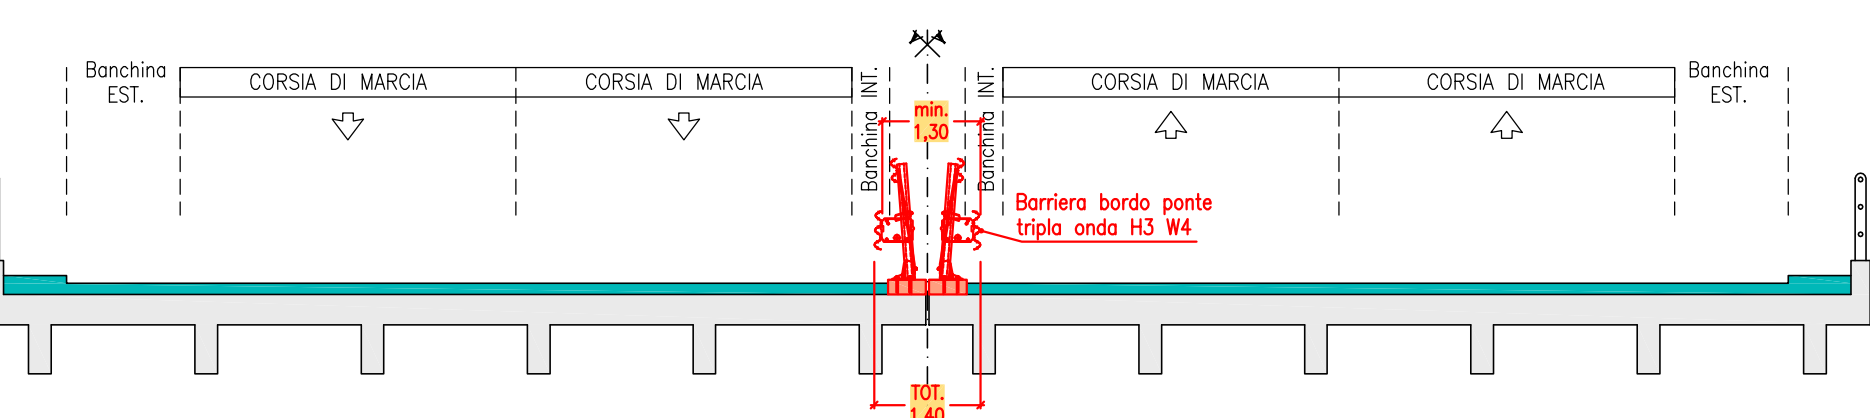 Banchina
EST.
CORSIA DI MARCIA
CORSIA DI MARCIA
Banchina INT.
min.
1,30
Banchina INT.
CORSIA DI MARCIA
CORSIA DI MARCIA
Banchina
EST.
Barriera bordo ponte
tripla onda H3 W4
TOT.
1,40